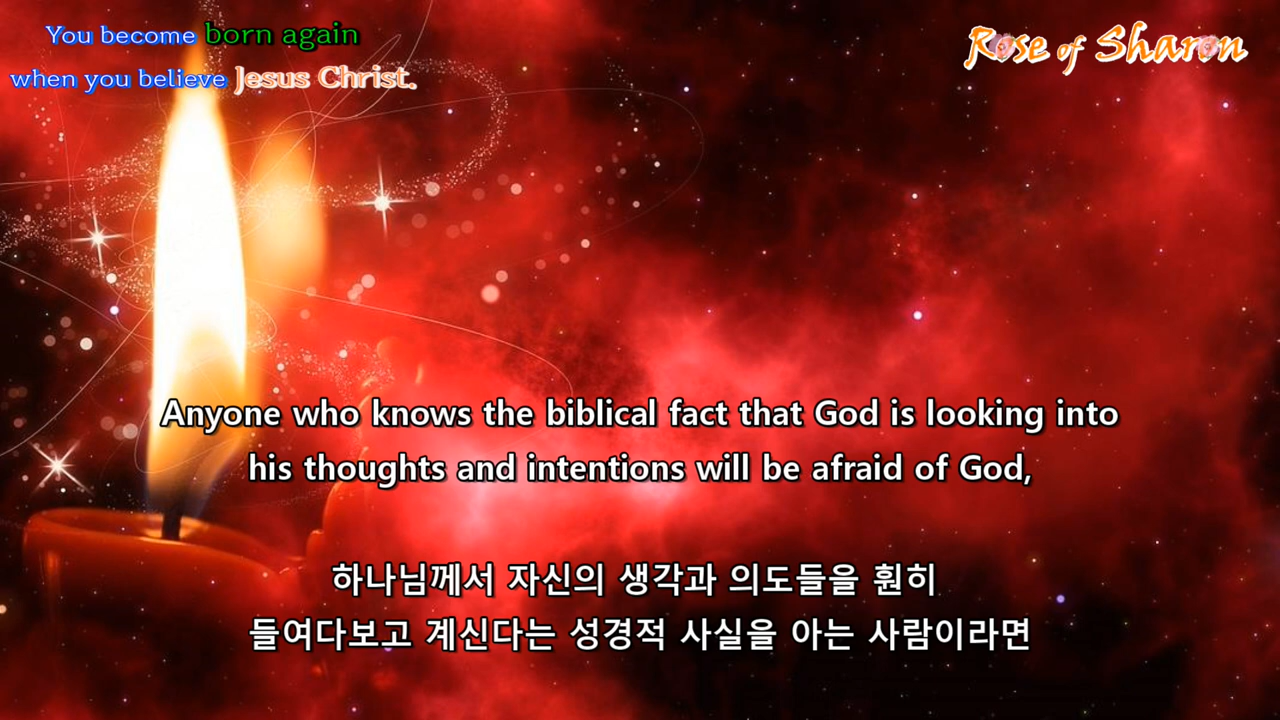 You become born again
when you believe Jesus Christ.
Rose of Sharon
Anyone who knows the biblical fact that God is looking into
his thoughts and intentions will be afraid of God,
하나님께서 자신의 생각과 의도들을 훤히
들여다보고 계신다는 성경적 사실을 아는 사람이라면